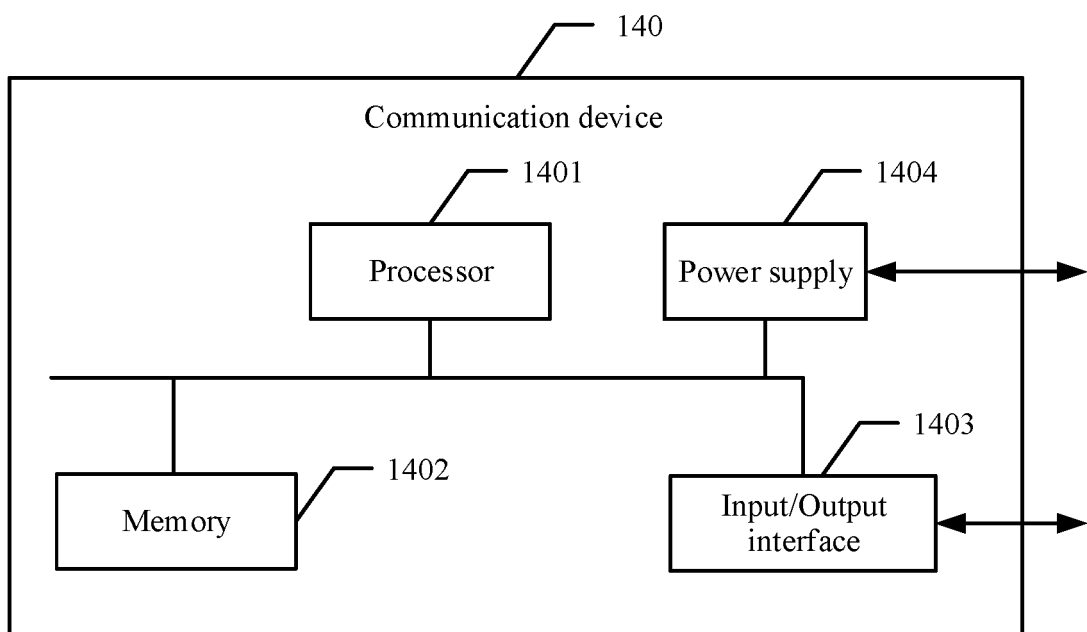 140
Communication device
1401
1404
Processor
Power supply
1403
1402
Memory
Input/Output
interface